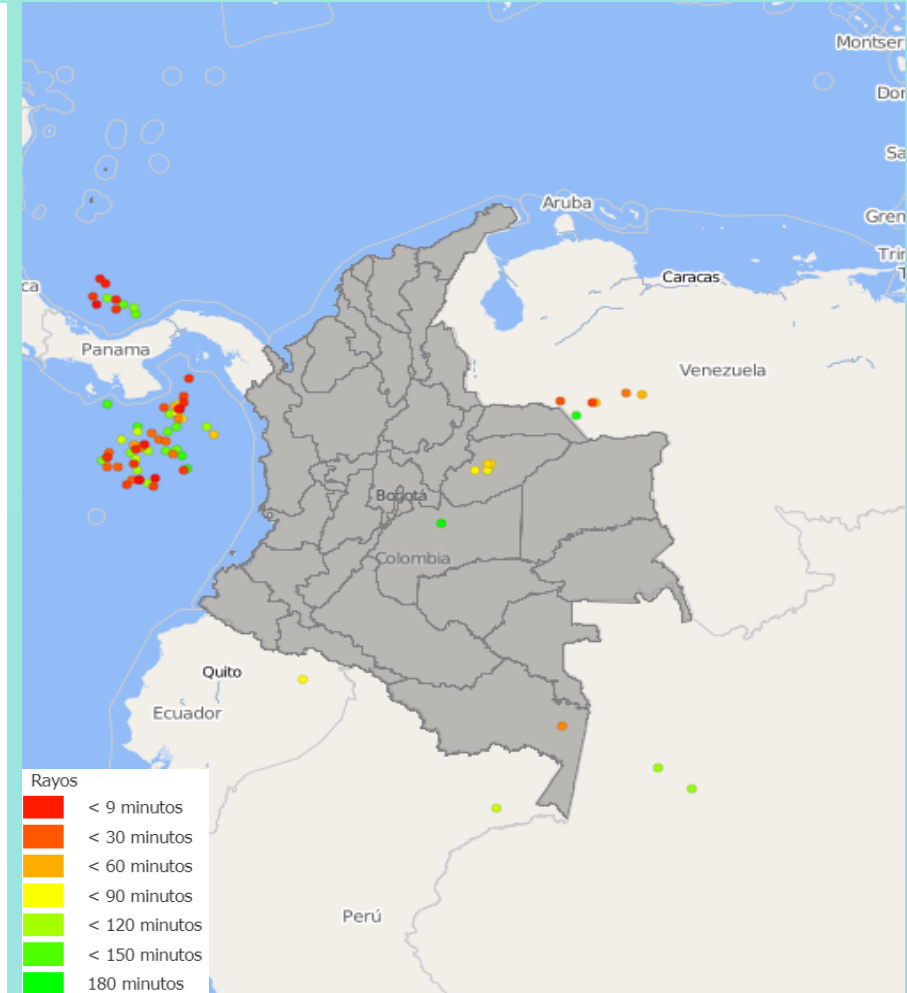 Montser
Dor
Sa
Aruba
Gren
Trin
T
ca
Caracas
Panama
Venezuela
Bogotá
Colombia
Quito
Ecuador
Rayos
< 9 minutos
< 30 minutos
< 60 minutos
< 90 minutos
< 120 minutos
< 150 minutos
180 minutos
Perú